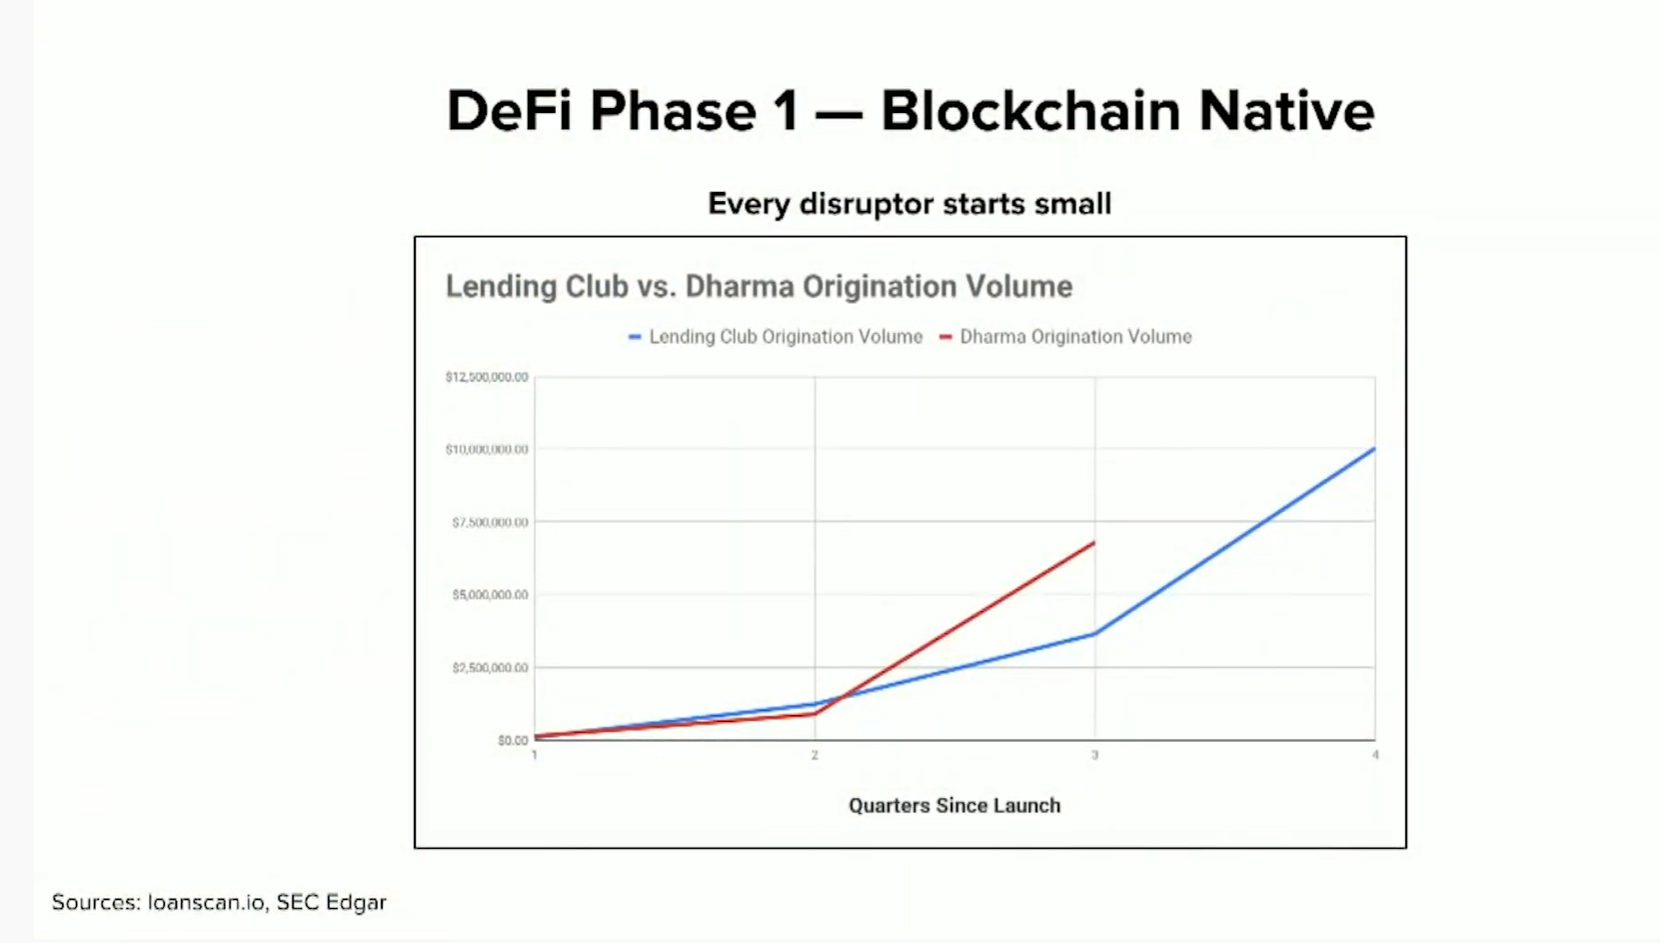 DeFi Phase 1 — Blockchain Native
Every disruptor starts small
Lending Club vs. Dharma Origination Volume
Lending Club Origination Volume Dharma Origination Volume
$12,500,000.00
$10,000,000.00
$7,500,000.00
$5,000,000.00
$2,500,000.00
$0.00
1 2 3 4
Quarters Since Launch
Sources: loanscan.io, SEC Edgar